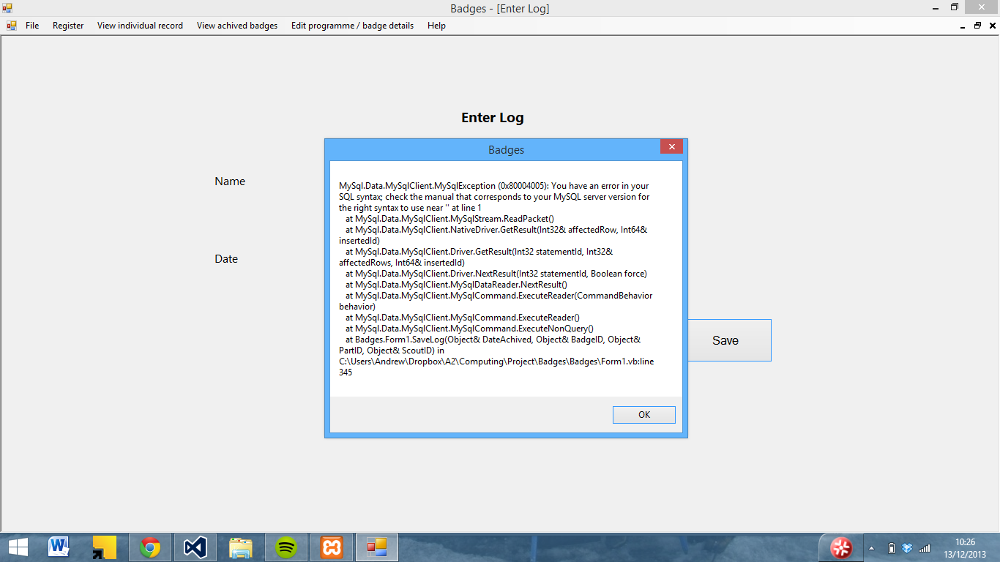 Badges - [Enter Log]
File Register View individual record View achived badges Edit programme / badge details Help
Enter Log
Badges
Name
MySql.Data.MySqlClient.MySqlException (0x80004005): You have an error in your
SQL syntax; check the manual that corresponds to your MySQL server version for
the right syntax to use near '' at line 1
at MySql.Data.MySqlClient.MySqlStream.ReadPacket()
at MySql.Data.MySqlClient.NativeDriver.GetResult(Int32& affectedRow, Int64&
insertedId)
at MySql.Data.MySqlClient.Driver.GetResult(Int32 statementId, Int32&
affectedRows, Int64& insertedId)
at MySql.Data.MySqlClient.Driver.NextResult(Int32 statementId, Boolean force)
at MySql.Data.MySqlClient.MySqlDataReader.NextResult()
at MySql.Data.MySqlClient.MySqlCommand.ExecuteReader(CommandBehavior
behavior)
at MySql.Data.MySqlClient.MySqlCommand.ExecuteReader()
at MySql.Data.MySqlClient.MySqlCommand.ExecuteNonQuery()
at Badges.Form1.SaveLog(Object& DateAchived, Object& BadgeID, Object&
PartID, Object& ScoutID) in
C:\Users\Andrew\Dropbox\A2\Computing\Project\Badges\Badges\Form1.vb:line
345
Date
Save
OK
10:26
13/12/2013